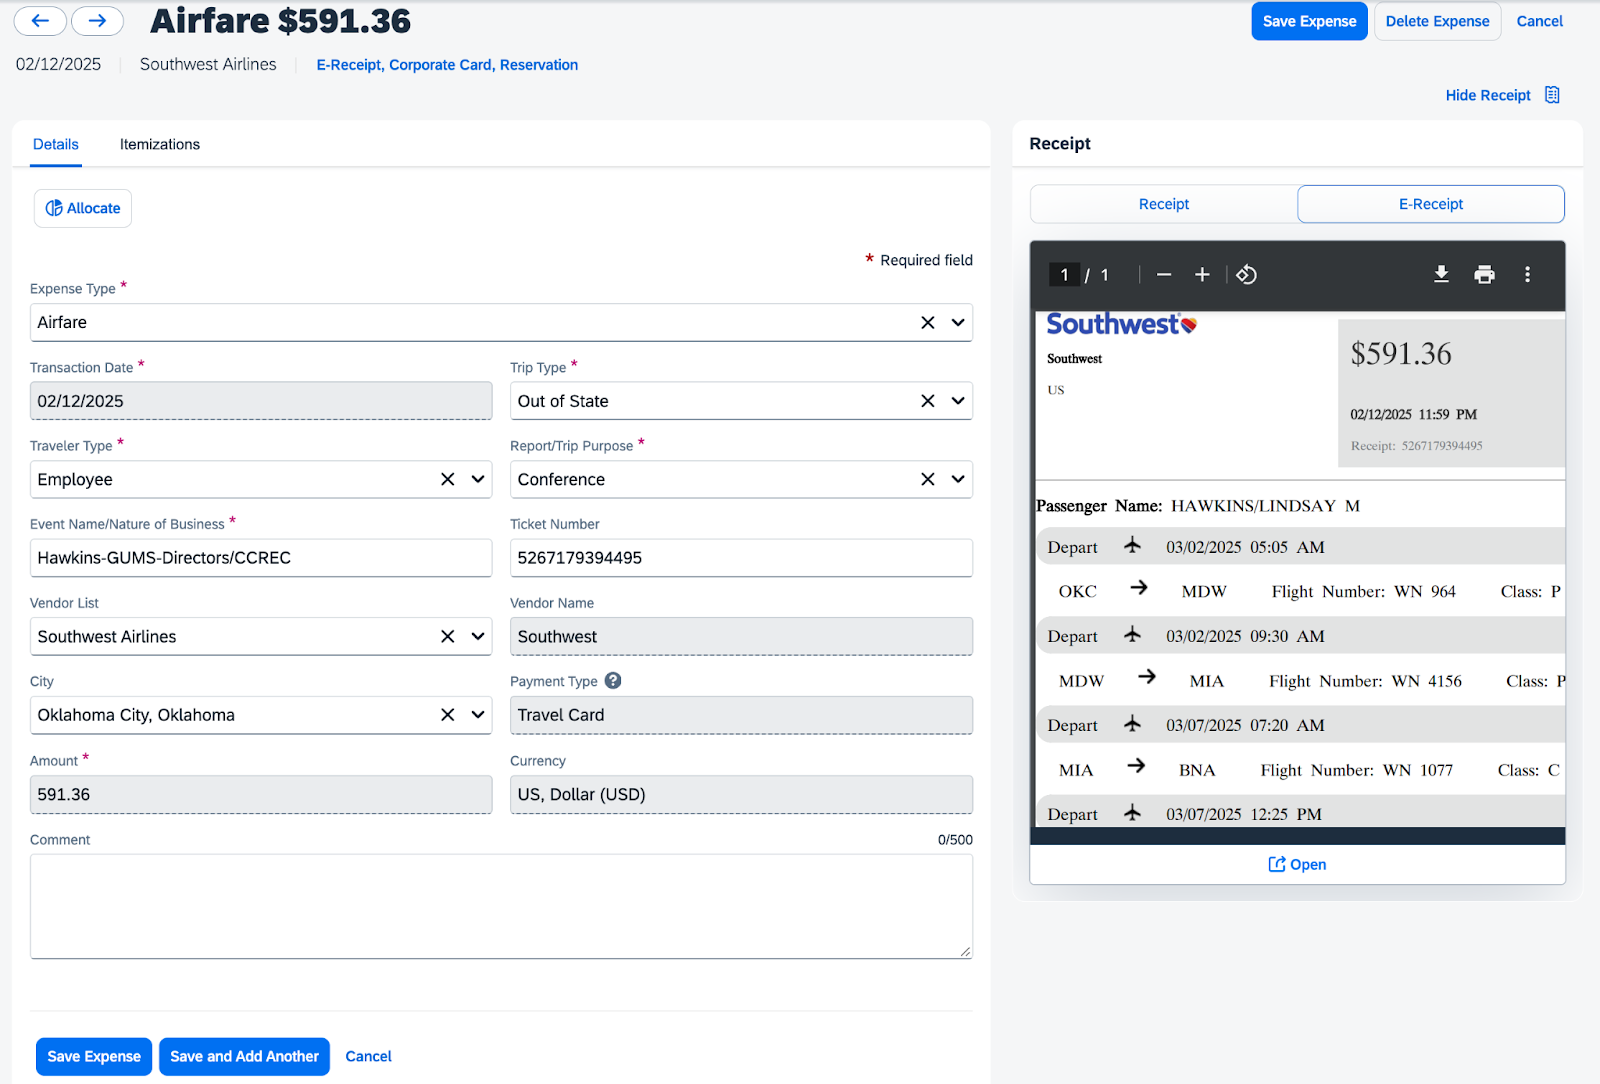 Airfare $591.36
Save Expense Delete Expense Cancel
02/12/2025 Southwest Airlines E-Receipt, Corporate Card, Reservation
Hide Receipt
Details Itemizations
Allocate
* Required field
Expense Type *
Airfare
Transaction Date * Trip Type *
02/12/2025 Out of State
Traveler Type * Report/Trip Purpose *
Employee Conference
Event Name/Nature of Business * Ticket Number
Hawkins-GUMS-Directors/CCREC 5267179394495
Vendor List Vendor Name
Southwest Airlines Southwest
City Payment Type ?
Oklahoma City, Oklahoma Travel Card
Amount * Currency
591.36 US, Dollar (USD)
Comment 0/500
Save Expense Save and Add Another Cancel
Receipt
Receipt E-Receipt
1 / 1
Southwest
Southwest
US
$591.36
02/12/2025 11:59 PM
Receipt: 5267179394495
Passenger Name: HAWKINS/LINDSAY M
Depart 03/02/2025 05:05 AM
OKC → MDW Flight Number: WN 964 Class: P
Depart 03/02/2025 09:30 AM
MDW → MIA Flight Number: WN 4156 Class: P
Depart 03/07/2025 07:20 AM
MIA → BNA Flight Number: WN 1077 Class: C
Depart 03/07/2025 12:25 PM
Open